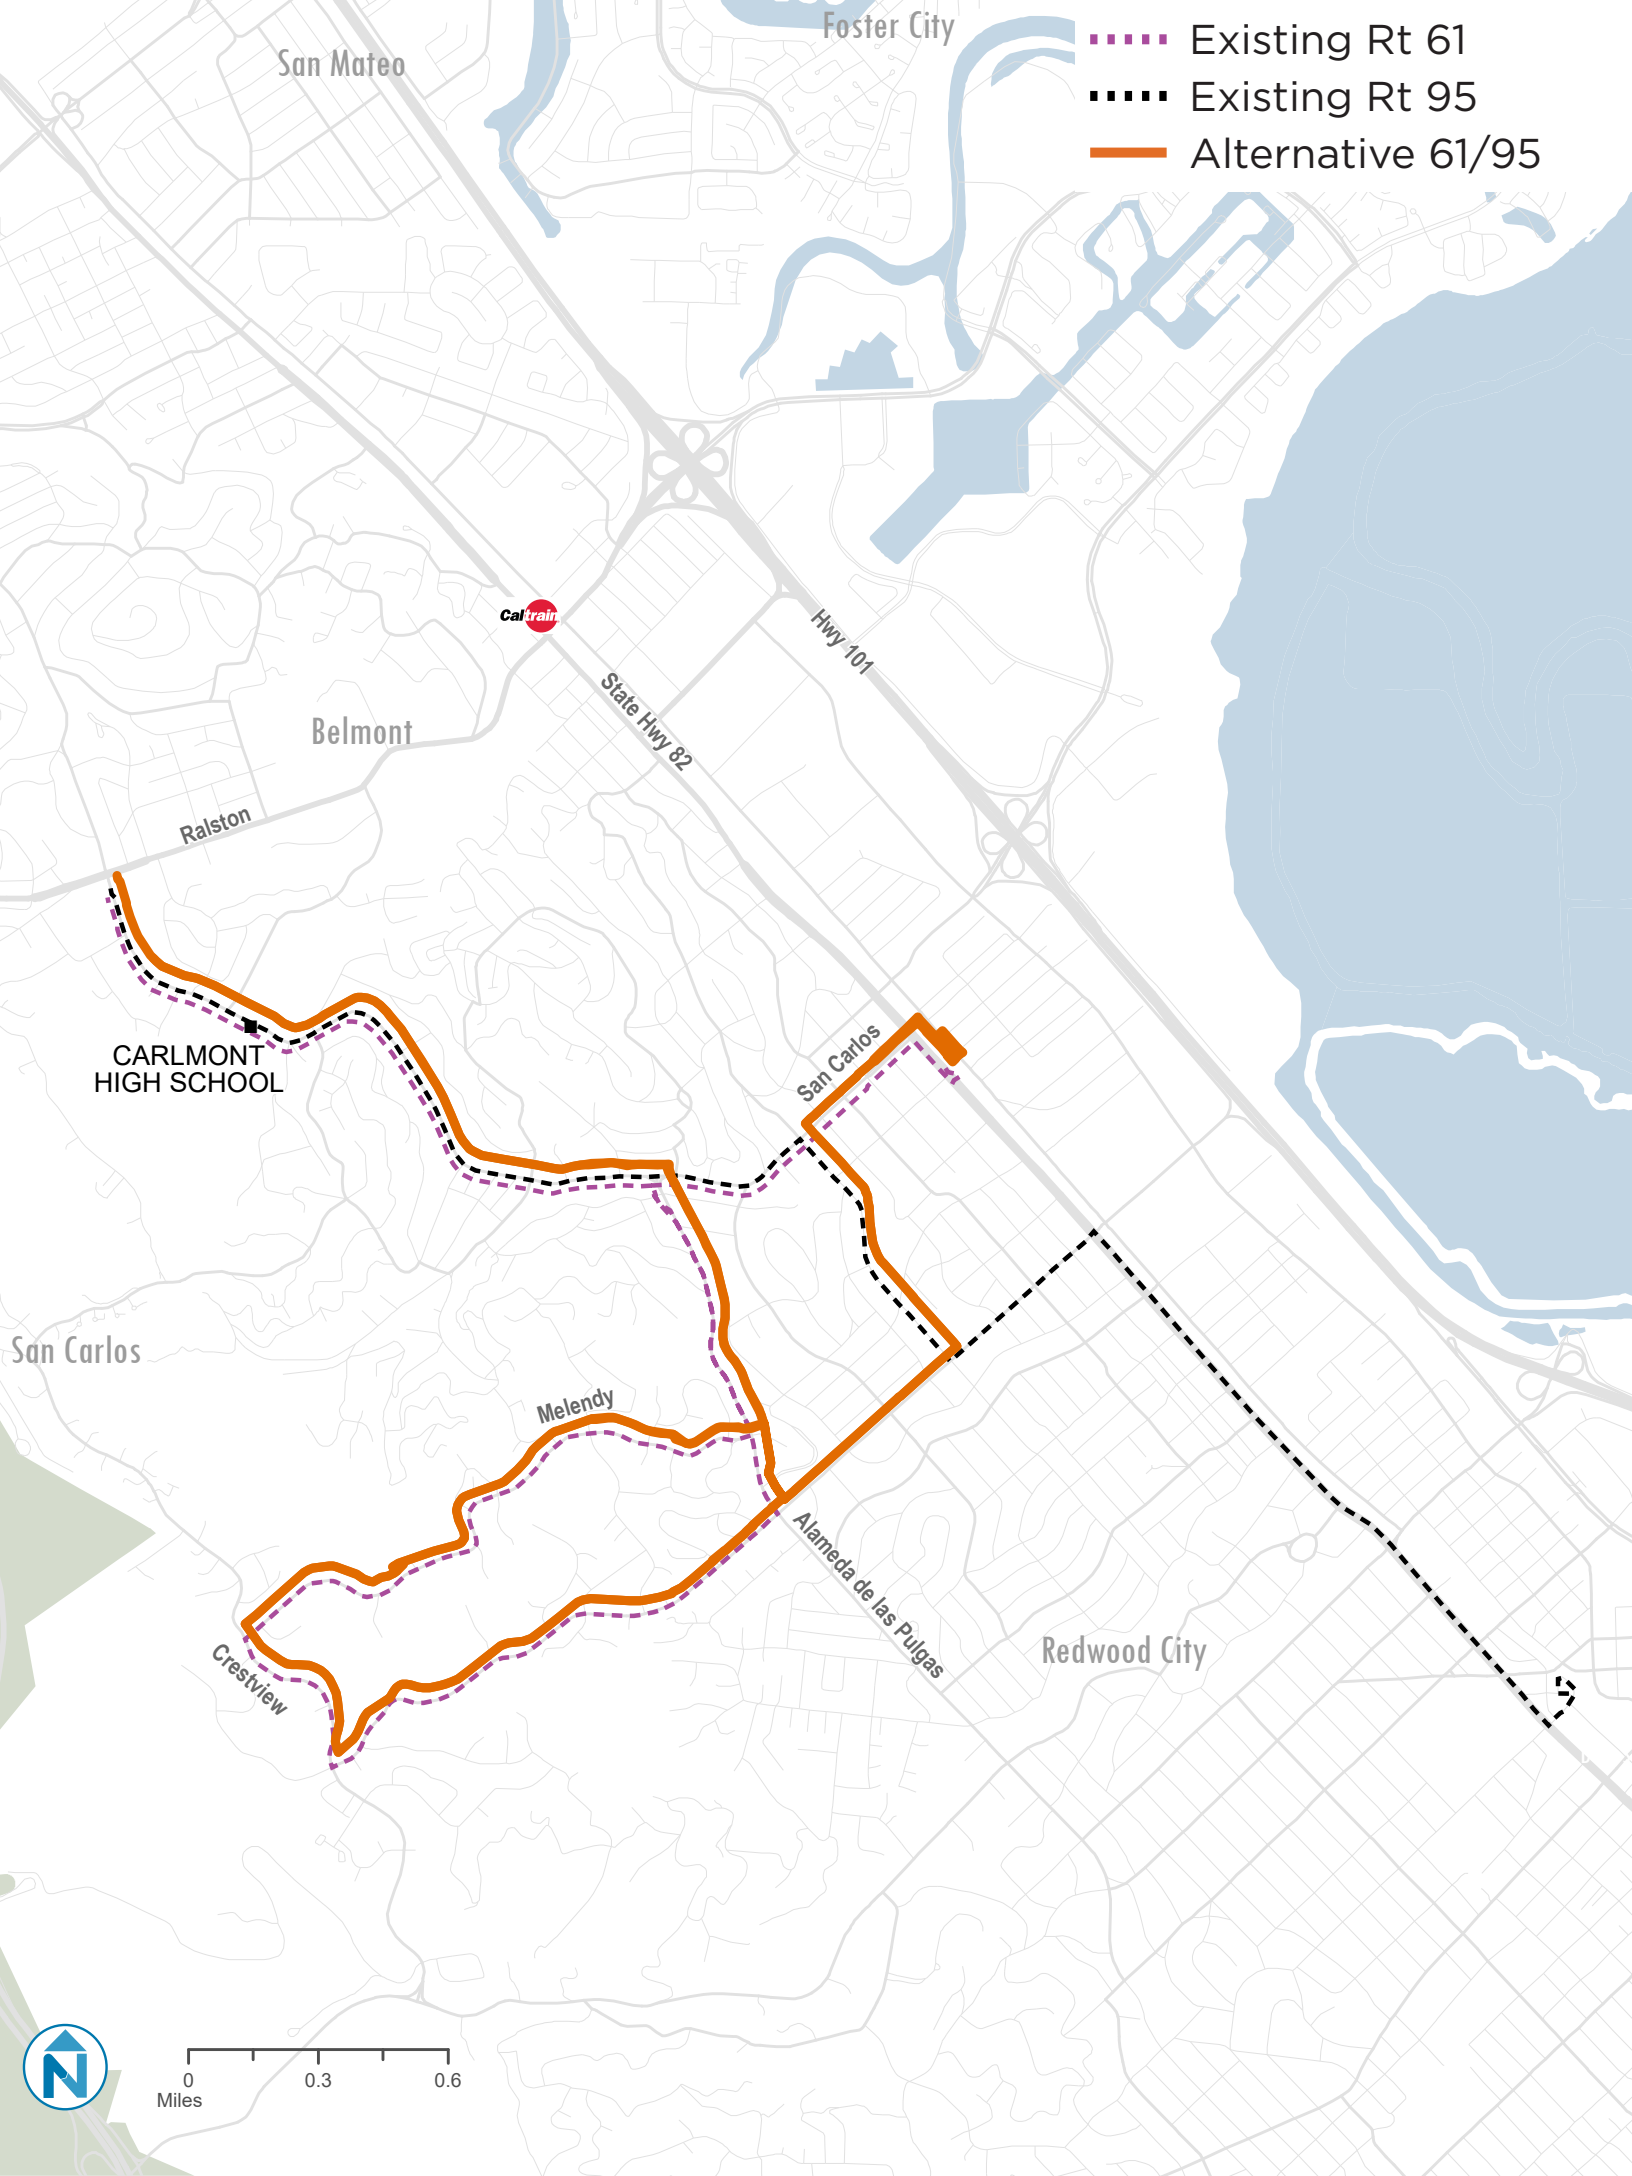 San Mateo
Foster City
Existing Rt 61
Existing Rt 95
Alternative 61/95
Caltrain
Hwy 101
State Hwy 82
Belmont
Ralston
CARLMONT
HIGH SCHOOL
San Carlos
San Carlos
Melendy
Alameda de las Pulgas
Crestview
Redwood City
N
0
0.3
0.6
Miles